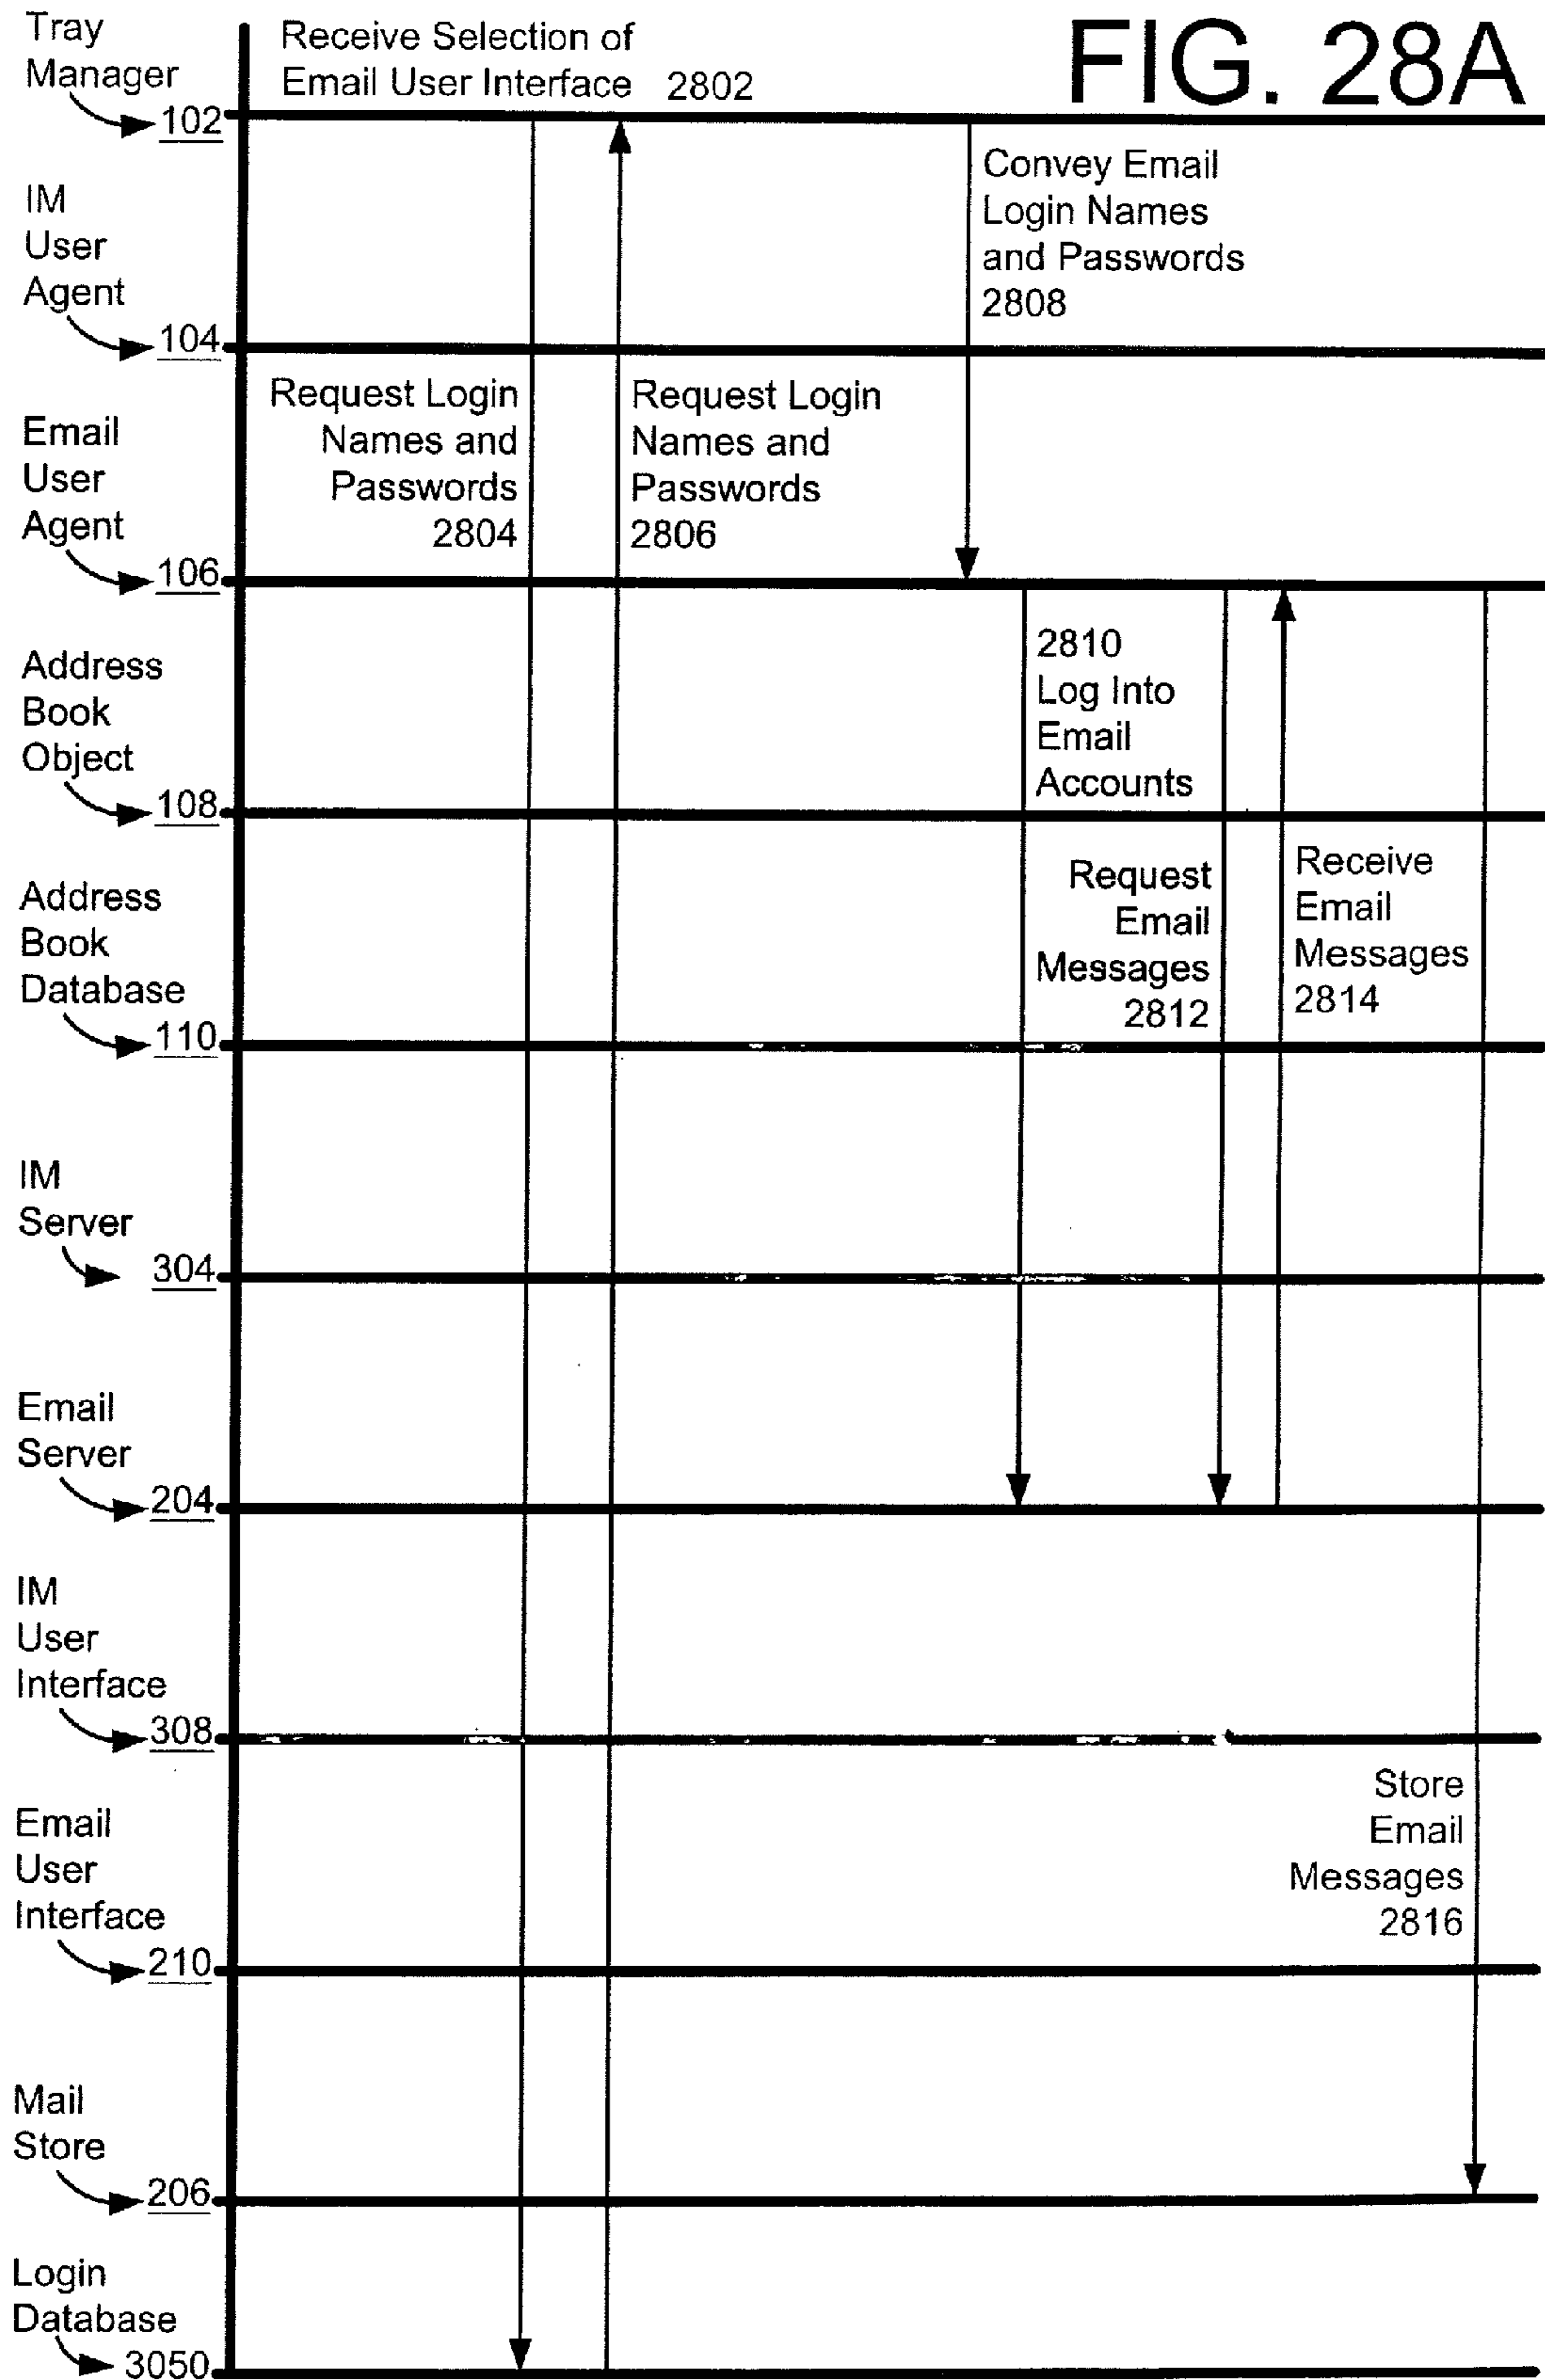 FIG. 28A
Tray
Manager
102
Receive Selection of
Email User Interface 2802
Convey Email
Login Names
and Passwords
2808
IM
User
Agent
104
Request Login
Names and
Passwords
2804
Request Login
Names and
Passwords
2806
Email
User
Agent
106
2810
Log Into
Email
Accounts
Address
Book
Object
108
Request
Email
Messages
2812
Receive
Email
Messages
2814
Address
Book
Database
110
IM
Server
304
Email
Server
204
IM
User
Interface
308
Store
Email
Messages
2816
Email
User
Interface
210
Mail
Store
206
Login
Database
3050